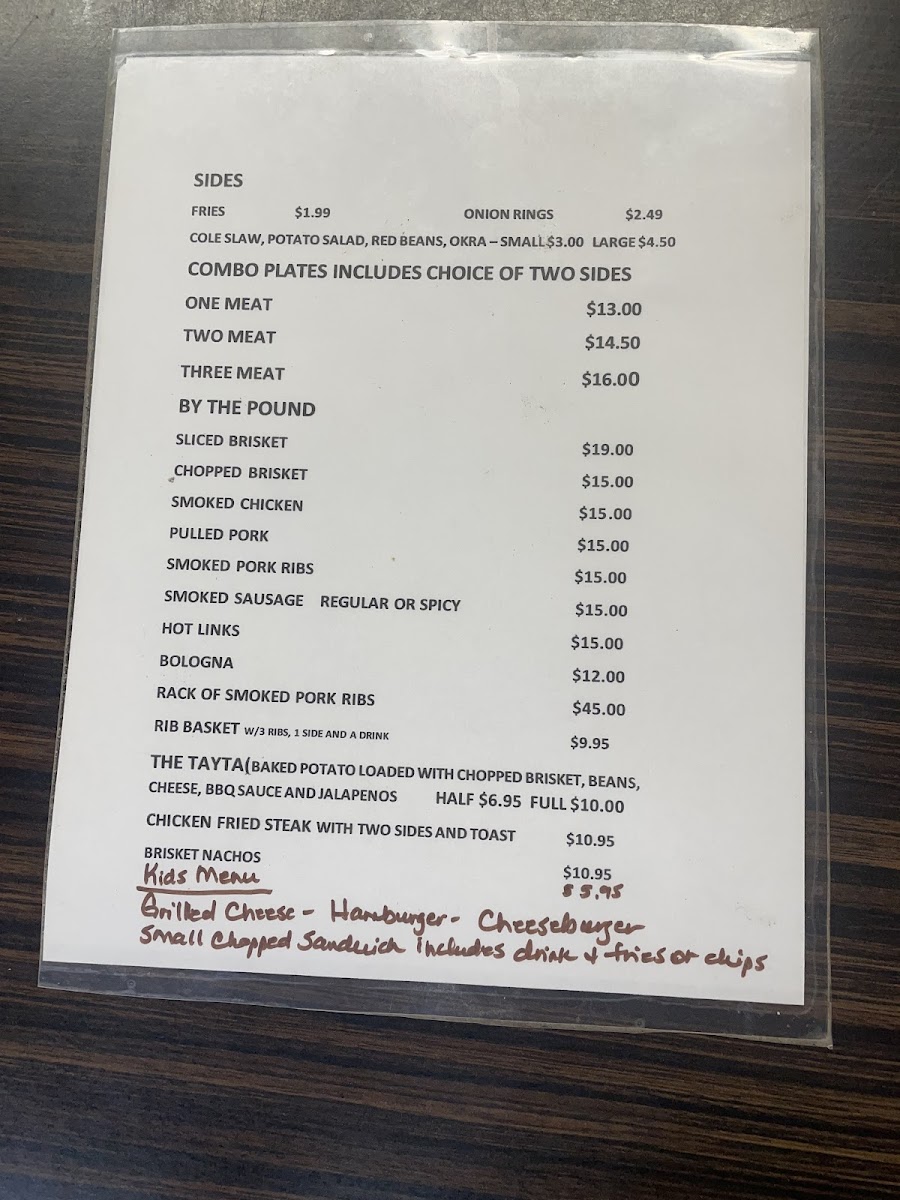 SIDES
FRIES $1.99 ONION RINGS $2.49
COLE SLAW, POTATO SALAD, RED BEANS, OKRA – SMALL $3.00 LARGE $4.50
COMBO PLATES INCLUDES CHOICE OF TWO SIDES
ONE MEAT $13.00
TWO MEAT $14.50
THREE MEAT $16.00
BY THE POUND
SLICED BRISKET $19.00
CHOPPED BRISKET $15.00
SMOKED CHICKEN $15.00
PULLED PORK $15.00
SMOKED PORK RIBS $15.00
SMOKED SAUSAGE REGULAR OR SPICY $15.00
HOT LINKS $15.00
BOLOGNA $12.00
RACK OF SMOKED PORK RIBS $45.00
RIB BASKET W/3 RIBS, 1 SIDE AND A DRINK $9.95
THE TAYTA(BAKED POTATO LOADED WITH CHOPPED BRISKET, BEANS,
CHEESE, BBQ SAUCE AND JALAPENOS HALF $6.95 FULL $10.00
CHICKEN FRIED STEAK WITH TWO SIDES AND TOAST $10.95
BRISKET NACHOS $10.95
Kids Menu $5.95
Grilled Cheese - Hamburger - Cheeseburger
Small Chopped Sandwich includes drink & fries or chips